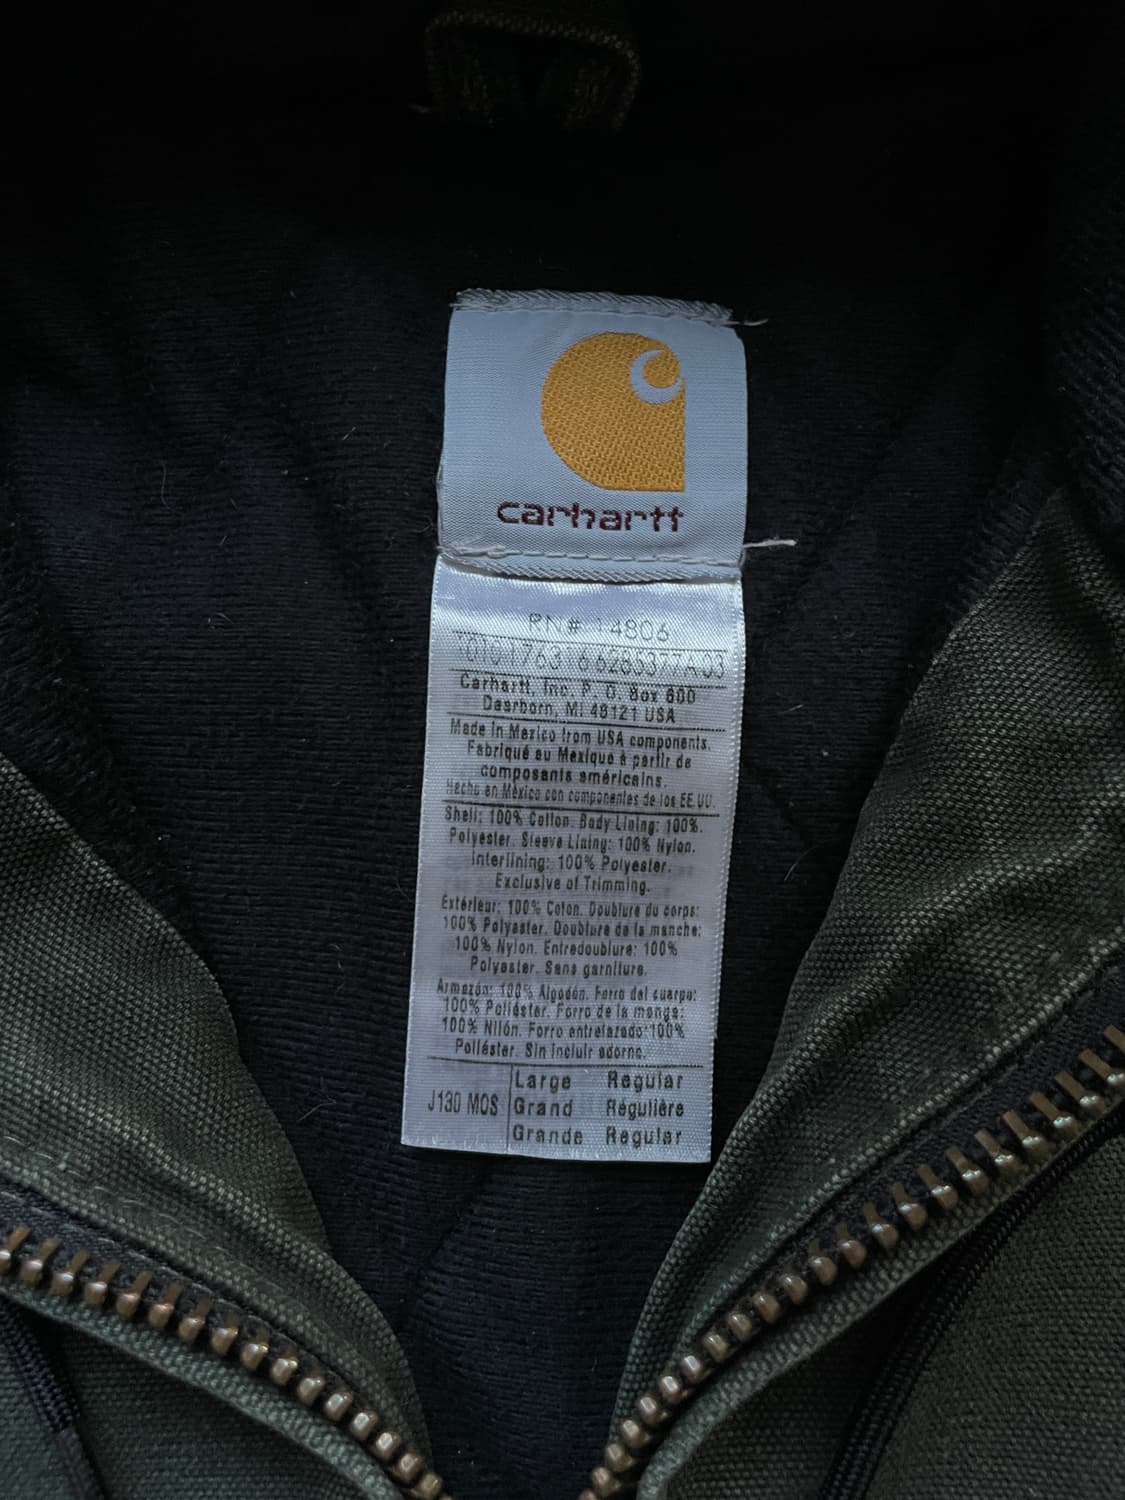 carhartt
RN# 14806
Carhartt, Inc. P. O. Box 600
Dearborn, MI 48121 USA
Made in Mexico from USA components.
Fabriqué au Mexique à partir de
composants américains.
Hecho en México con componentes de los EE.UU.
Shell: 100% Cotton. Body Lining: 100%.
Polyester. Sleeve Lining: 100% Nylon.
Interlining: 100% Polyester.
Exclusive of Trimming.
Extérieur: 100% Coton. Doublure du corps:
100% Polyester. Doublure de la manche:
100% Nylon. Entredoublure: 100%
Polyester. Sans garniture.
Armazón: 100% Algodón. Forro del cuerpo:
100% Poliéster. Forro de la manga:
100% Nilón. Forro entrelazado:100%
Poliéster. Sin incluir adorno.
J130 MOS
Large Regular
Grand Régulière
Grande Regular